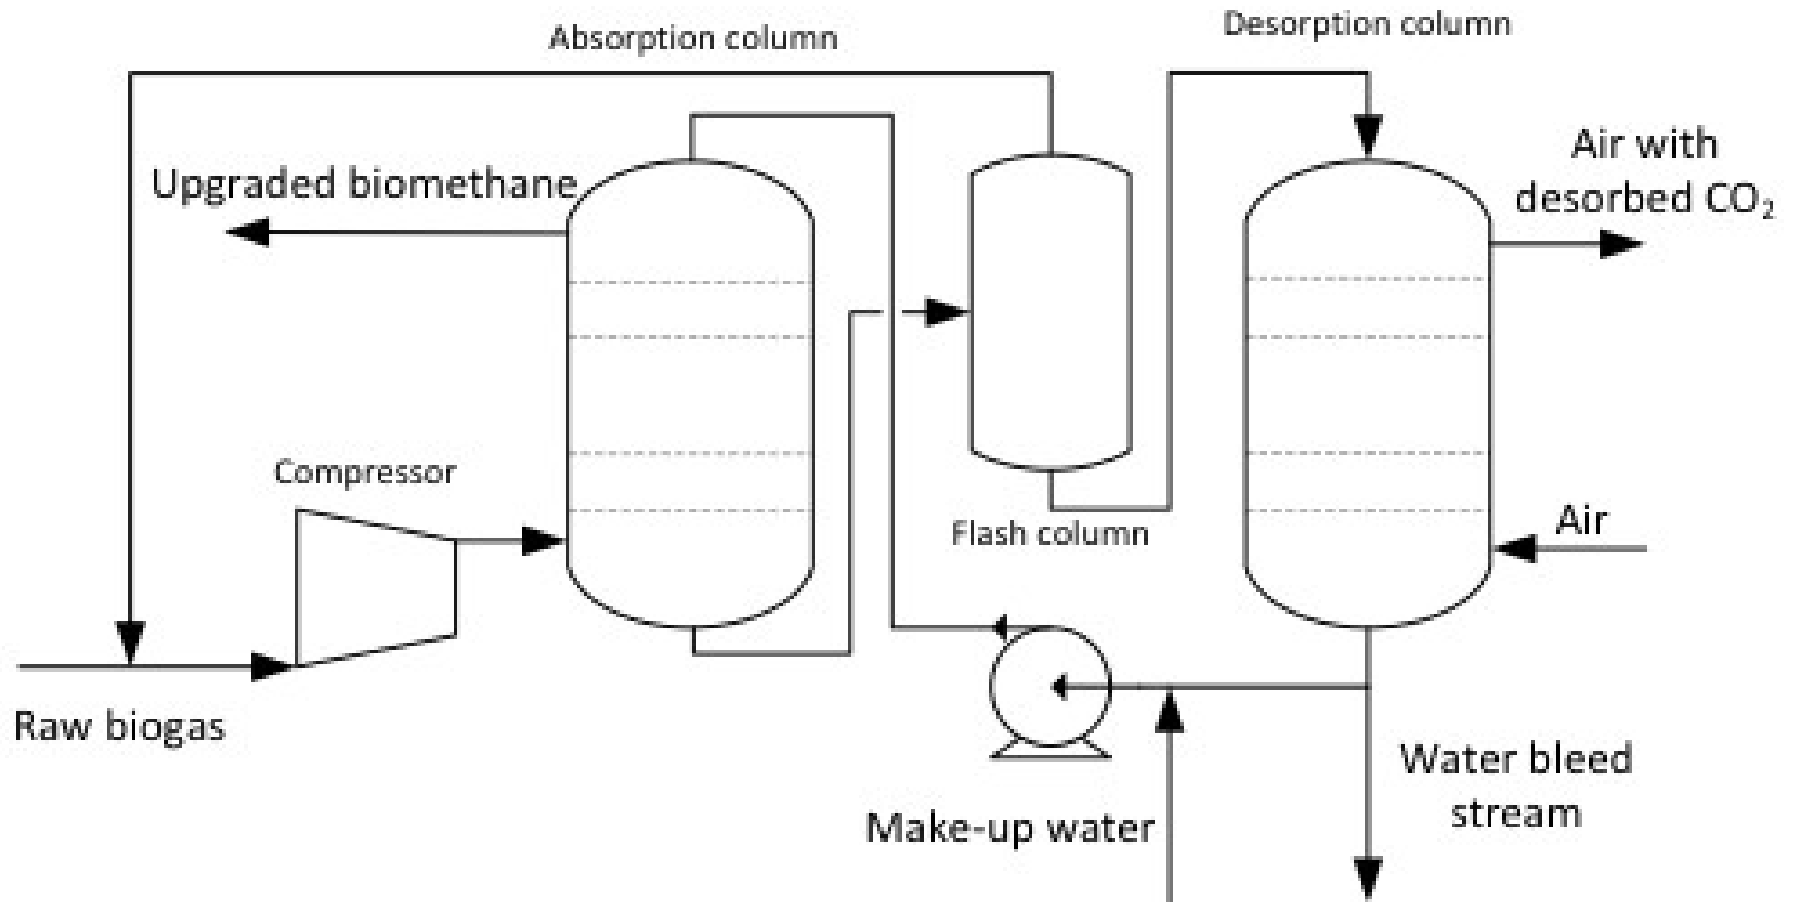 Absorption column
Desorption column
Air with
desorbed CO₂
Upgraded biomethane
Compressor
Flash column
Air
Raw biogas
Water bleed
stream
Make-up water